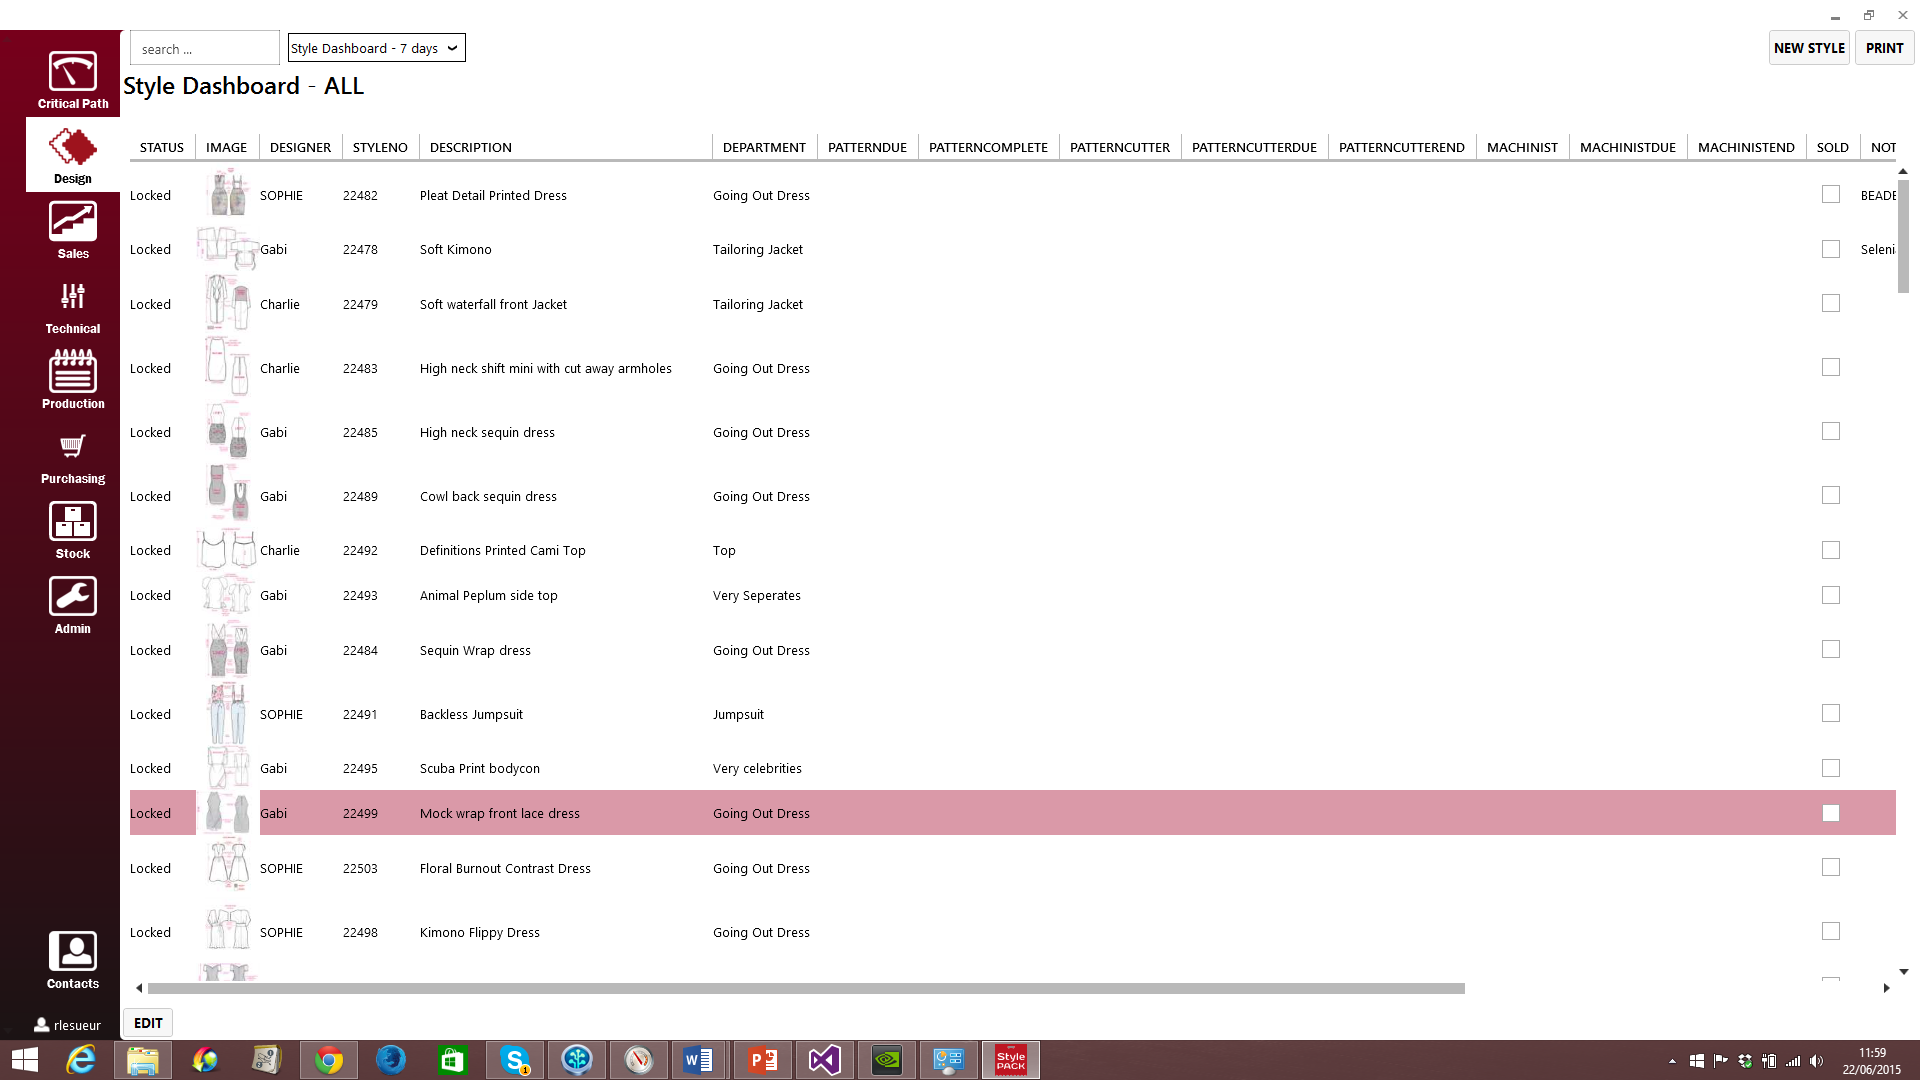 search ...
Style Dashboard - 7 days
NEW STYLE
PRINT
Style Dashboard - ALL
STATUS IMAGE DESIGNER STYLENO DESCRIPTION DEPARTMENT PATTERNDUE PATTERNCOMPLETE PATTERNCUTTER PATTERNCUTTERDUE PATTERNCUTTEREND MACHINIST MACHINISTDUE MACHINISTEND SOLD NOT
Locked SOPHIE 22482 Pleat Detail Printed Dress Going Out Dress BEADE
Locked Gabi 22478 Soft Kimono Tailoring Jacket Seleni
Locked Charlie 22479 Soft waterfall front Jacket Tailoring Jacket
Locked Charlie 22483 High neck shift mini with cut away armholes Going Out Dress
Locked Gabi 22485 High neck sequin dress Going Out Dress
Locked Gabi 22489 Cowl back sequin dress Going Out Dress
Locked Charlie 22492 Definitions Printed Cami Top Top
Locked Gabi 22493 Animal Peplum side top Very Seperates
Locked Gabi 22484 Sequin Wrap dress Going Out Dress
Locked SOPHIE 22491 Backless Jumpsuit Jumpsuit
Locked Gabi 22495 Scuba Print bodycon Very celebrities
Locked Gabi 22499 Mock wrap front lace dress Going Out Dress
Locked SOPHIE 22503 Floral Burnout Contrast Dress Going Out Dress
Locked SOPHIE 22498 Kimono Flippy Dress Going Out Dress
Critical Path
Design
Sales
Technical
Production
Purchasing
Stock
Admin
Contacts
rlesueur
EDIT
Style
PACK
11:59
22/06/2015